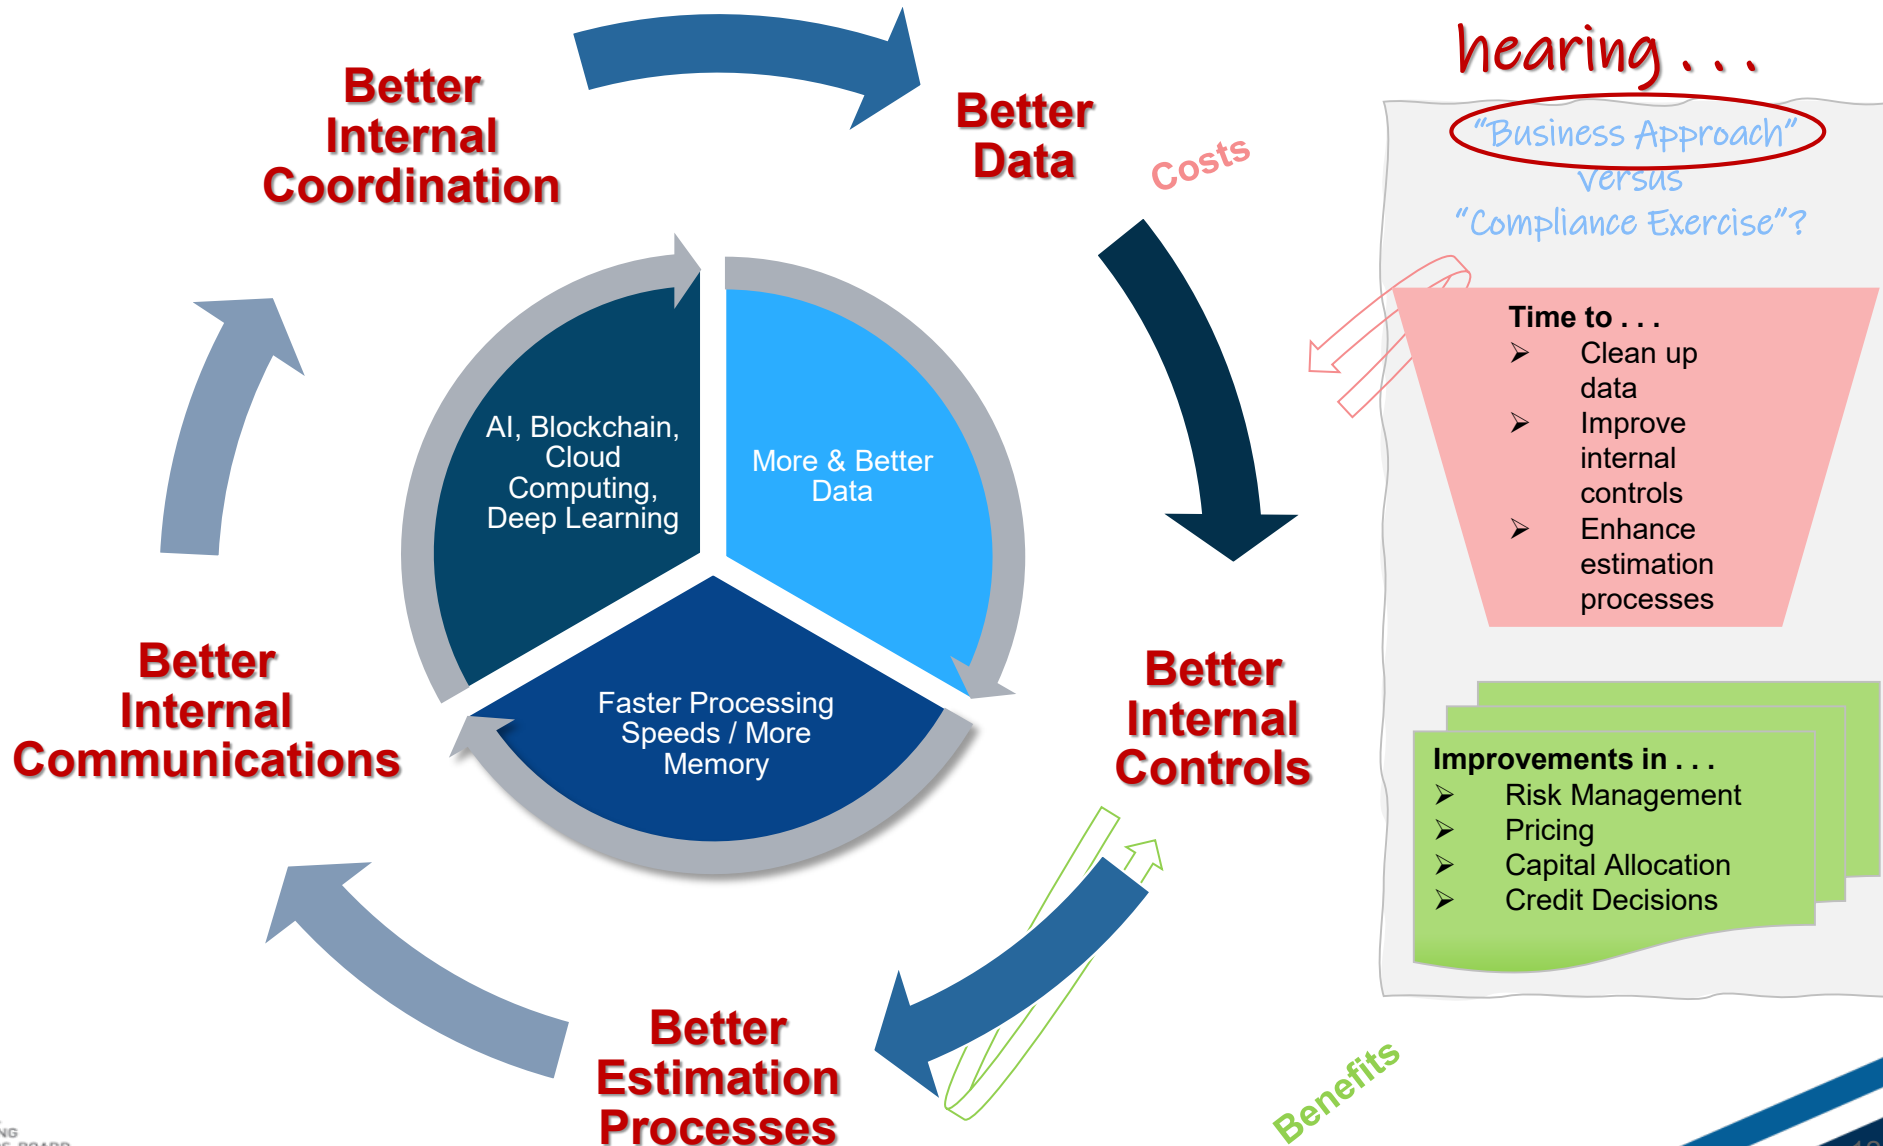 hearing . . .
"Business Approach"
versus
"Compliance Exercise"?
Better
Internal
Coordination
Better
Data
Costs
Time to . . .
➢ Clean up
data
➢ Improve
internal
controls
➢ Enhance
estimation
processes
AI, Blockchain,
Cloud
Computing,
Deep Learning
More & Better
Data
Faster Processing
Speeds / More
Memory
Better
Internal
Communications
Better
Internal
Controls
Improvements in . . .
➢ Risk Management
➢ Pricing
➢ Capital Allocation
➢ Credit Decisions
Better
Estimation
Processes
Benefits
NG